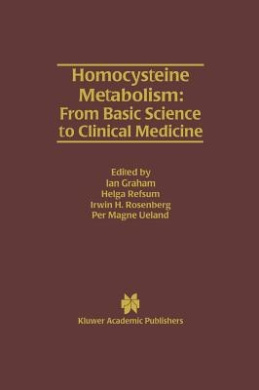 Homocysteine
Metabolism:
From Basic Science
to Clinical Medicine
Edited by
Ian Graham
Helga Refsum
Irwin H. Rosenberg
Per Magne Ueland
Kluwer Academic Publishers